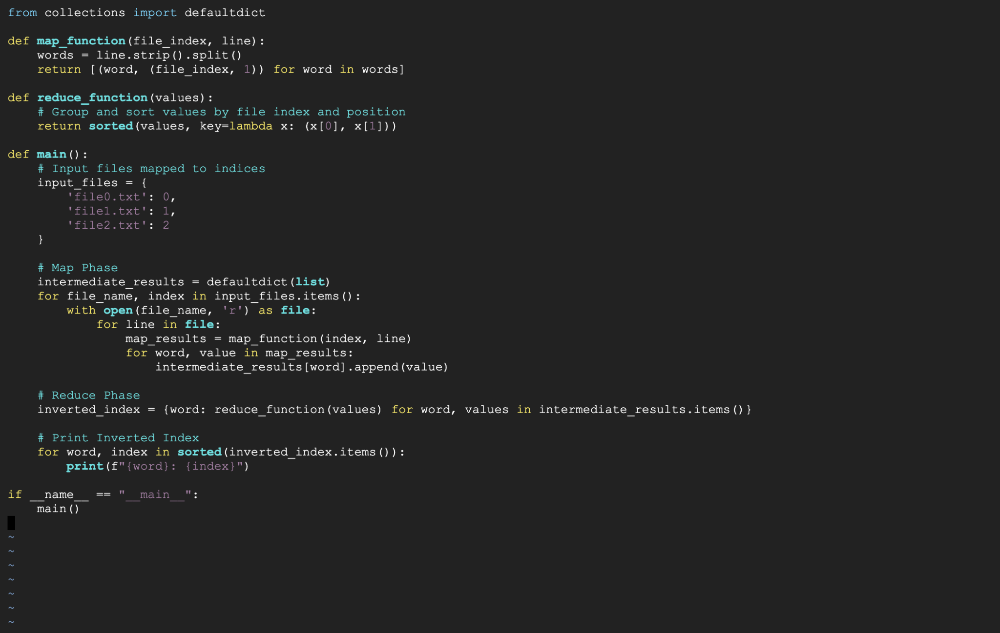 from collections import defaultdict

def map_function(file_index, line):
    words = line.strip().split()
    return [(word, (file_index, 1)) for word in words]

def reduce_function(values):
    # Group and sort values by file index and position
    return sorted(values, key=lambda x: (x[0], x[1]))

def main():
    # Input files mapped to indices
    input_files = {
        'file0.txt': 0,
        'file1.txt': 1,
        'file2.txt': 2
    }

    # Map Phase
    intermediate_results = defaultdict(list)
    for file_name, index in input_files.items():
        with open(file_name, 'r') as file:
            for line in file:
                map_results = map_function(index, line)
                for word, value in map_results:
                    intermediate_results[word].append(value)

    # Reduce Phase
    inverted_index = {word: reduce_function(values) for word, values in intermediate_results.items()}

    # Print Inverted Index
    for word, index in sorted(inverted_index.items()):
        print(f"{word}: {index}")

if __name__ == "__main__":
    main()

~
~
~
~
~
~
~